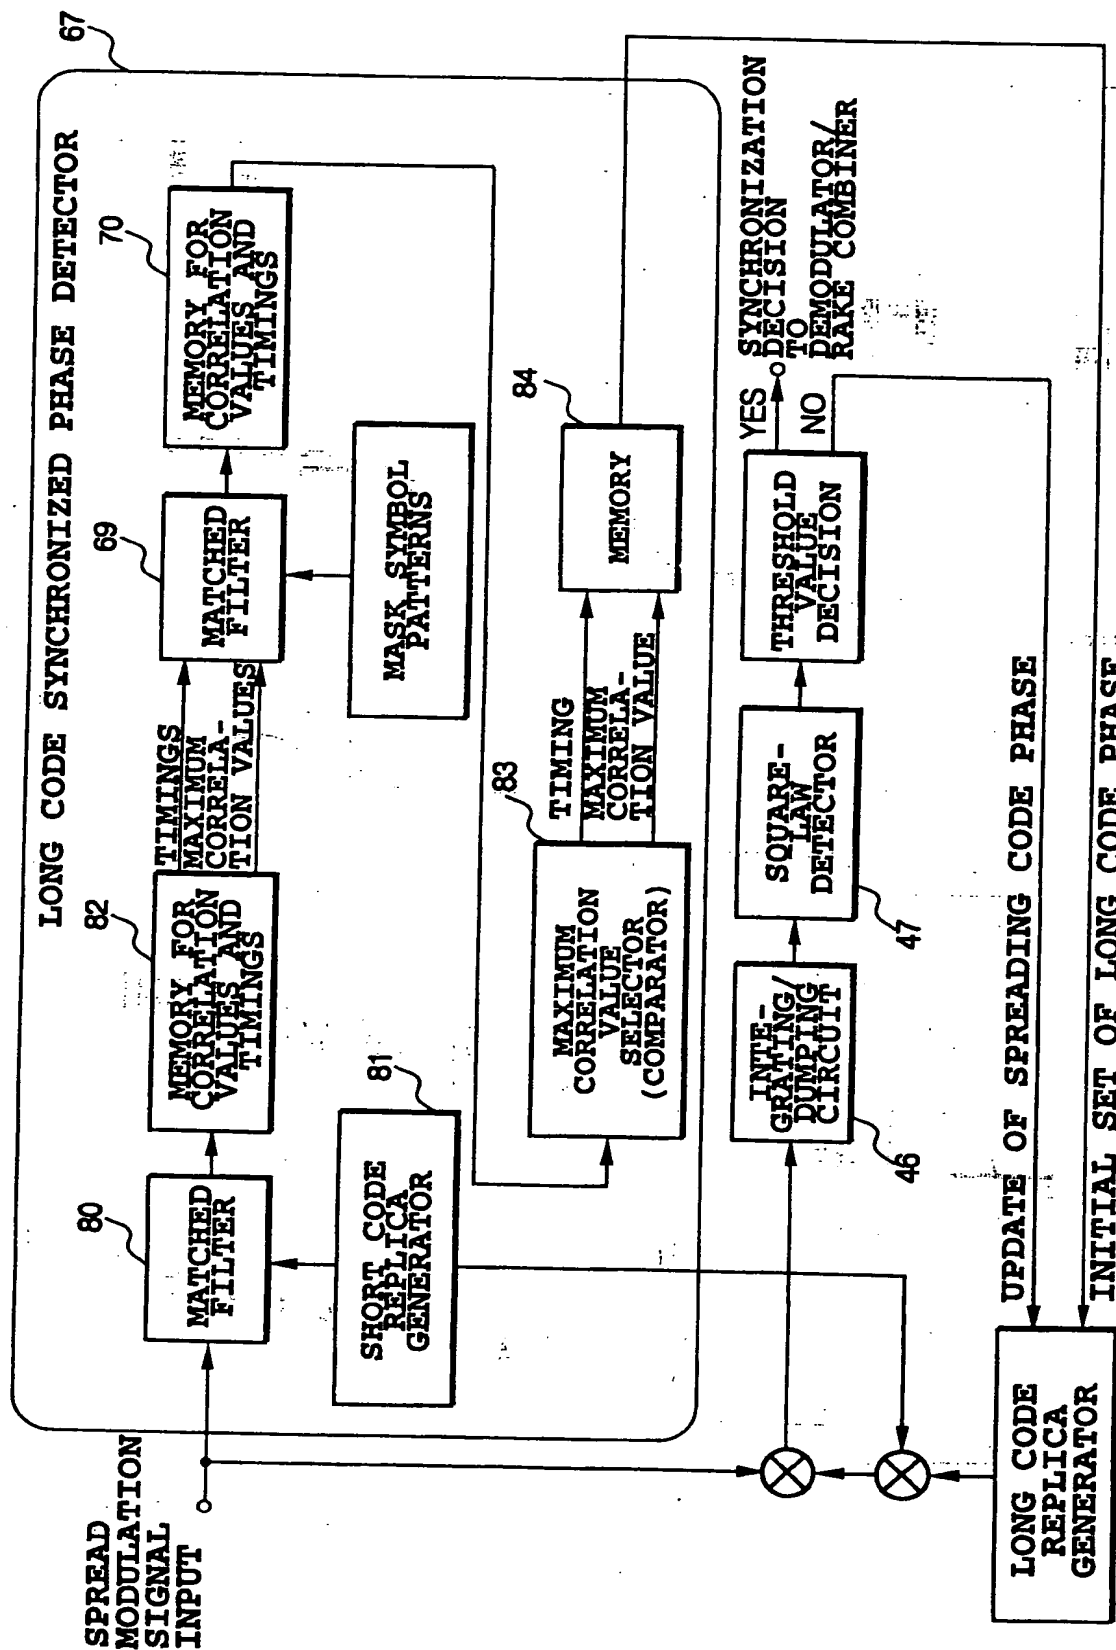 67
LONG CODE SYNCHRONIZED PHASE DETECTOR
SPREAD
MODULATION
SIGNAL
INPUT
80
MATCHED
FILTER
82
MEMORY FOR
CORRELATION
VALUES AND
TIMINGS
TIMINGS
MAXIMUM
CORRELA-
TION VALUES
69
MATCHED
FILTER
70
MEMORY FOR
CORRELATION
VALUES AND
TIMINGS
SHORT CODE
REPLICA
GENERATOR
81
MASK SYMBOL
PATTERNS
MAXIMUM
CORRELATION
VALUE
SELECTOR
(COMPARATOR)
83
TIMING
MAXIMUM
CORRELA-
TION VALUE
MEMORY
84
INTE-
GRATING/
DUMPING
CIRCUIT
46
SQUARE-
LAW
DETECTOR
47
THRESHOLD
VALUE
DECISION
YES
NO
SYNCHRONIZATION
DECISION
TO
DEMODULATOR/
RAKE COMBINER
LONG CODE
REPLICA
GENERATOR
UPDATE OF SPREADING CODE PHASE
INITIAL SET OF LONG CODE PHASE